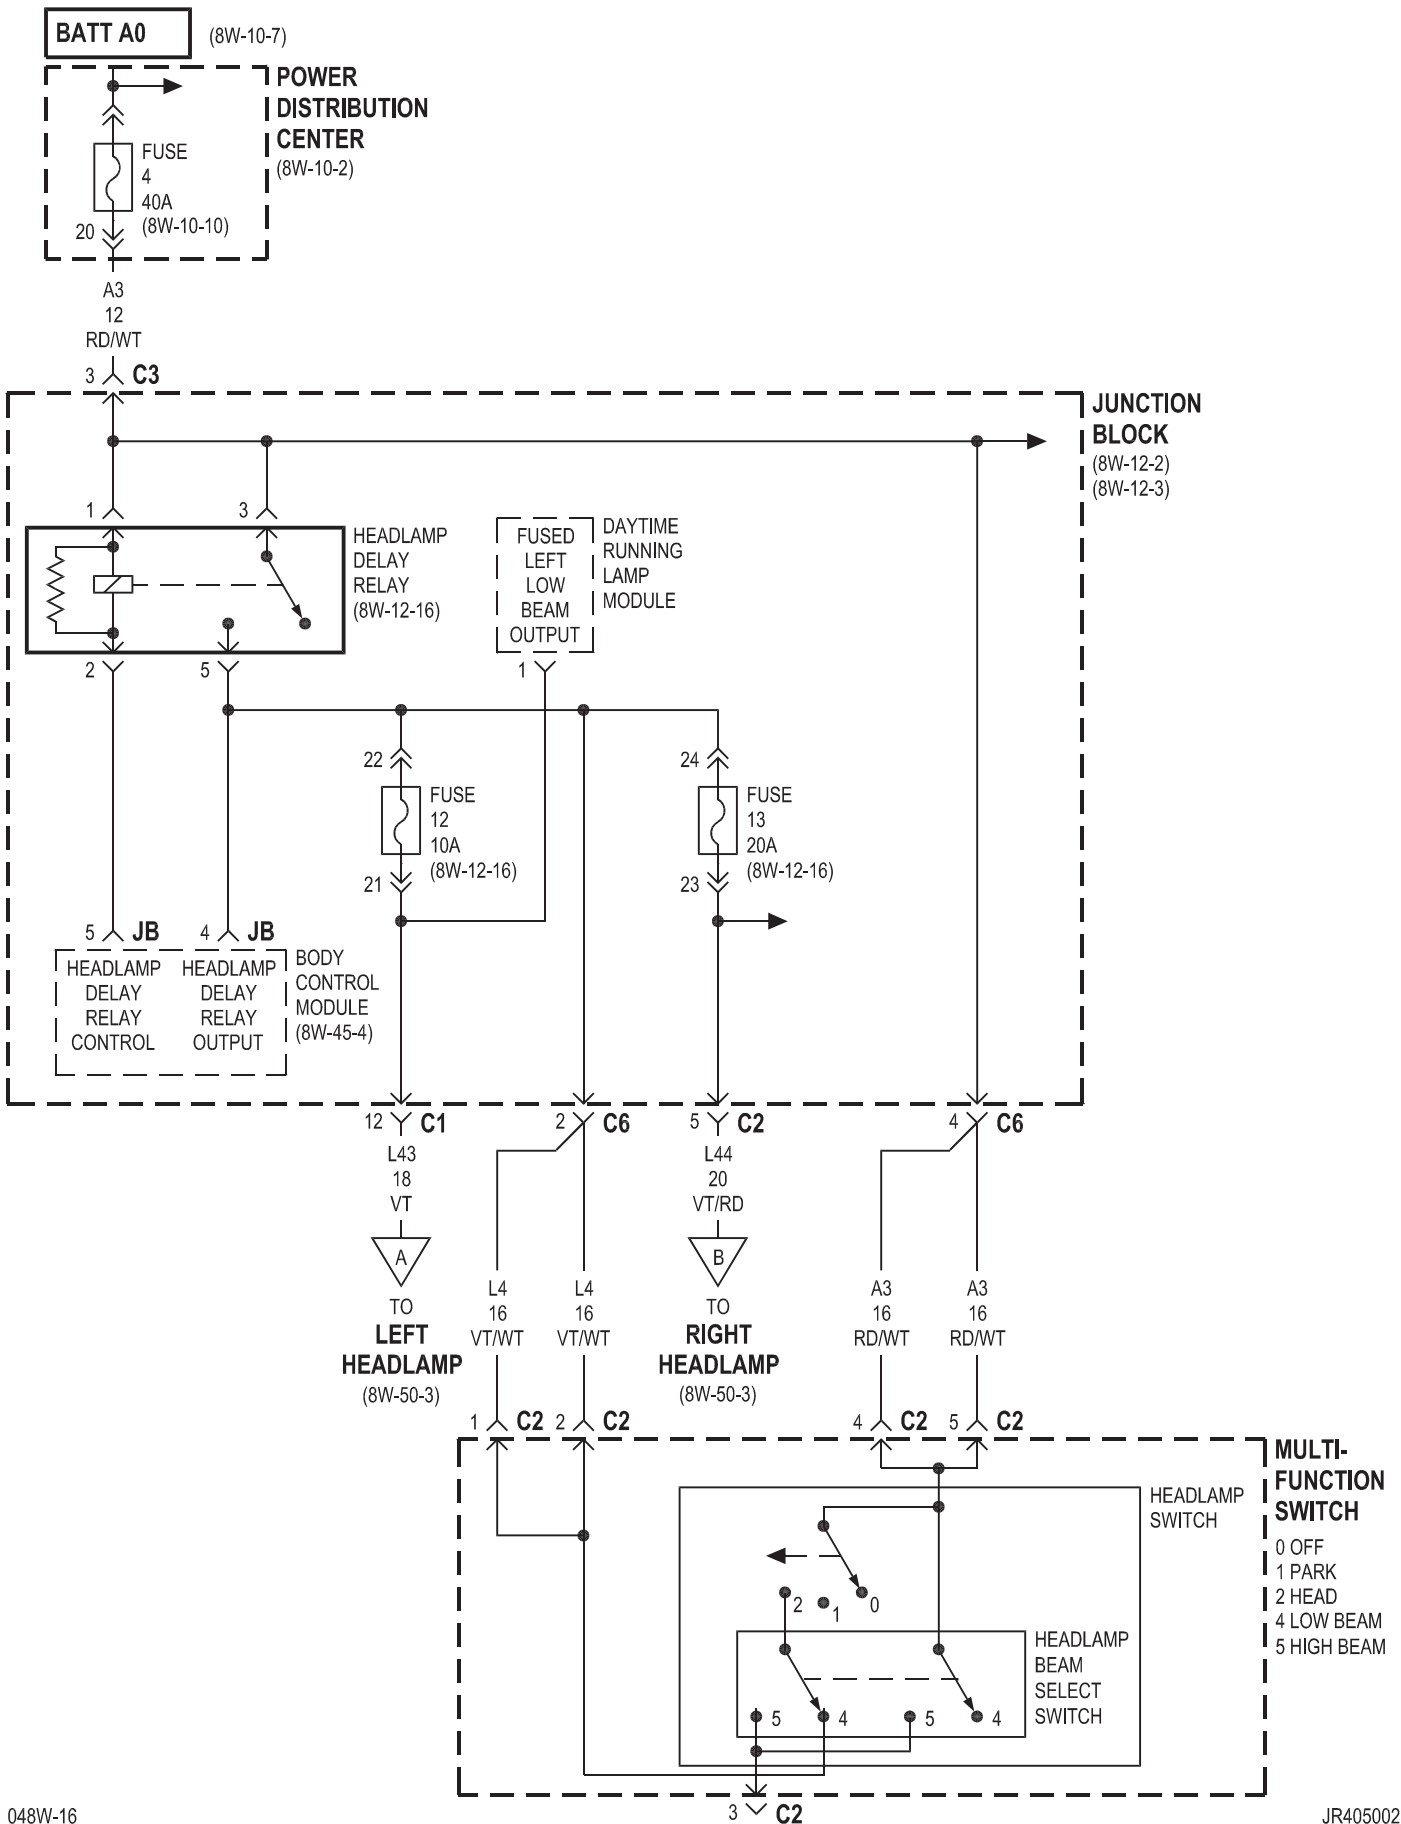 BATT A0
(8W-10-7)
POWER
DISTRIBUTION
CENTER
(8W-10-2)
FUSE
4
40A
(8W-10-10)
20
A3
12
RD/WT
3
C3
JUNCTION
BLOCK
(8W-12-2)
(8W-12-3)
1
3
HEADLAMP
DELAY
RELAY
(8W-12-16)
FUSED
LEFT
LOW
BEAM
OUTPUT
DAYTIME
RUNNING
LAMP
MODULE
2
5
1
22
FUSE
12
10A
(8W-12-16)
21
24
FUSE
13
20A
(8W-12-16)
23
5
JB
4
JB
HEADLAMP
DELAY
RELAY
CONTROL
HEADLAMP
DELAY
RELAY
OUTPUT
BODY
CONTROL
MODULE
(8W-45-4)
12
C1
2
C6
5
C2
4
C6
L43
18
VT
L44
20
VT/RD
A
B
TO
LEFT
HEADLAMP
(8W-50-3)
L4
16
VT/WT
L4
16
VT/WT
TO
RIGHT
HEADLAMP
(8W-50-3)
A3
16
RD/WT
A3
16
RD/WT
1
C2
2
C2
4
C2
5
C2
MULTI-
FUNCTION
SWITCH
0 OFF
1 PARK
2 HEAD
4 LOW BEAM
5 HIGH BEAM
HEADLAMP
SWITCH
2
1
0
HEADLAMP
BEAM
SELECT
SWITCH
5
4
5
4
3
C2
048W-16
JR405002